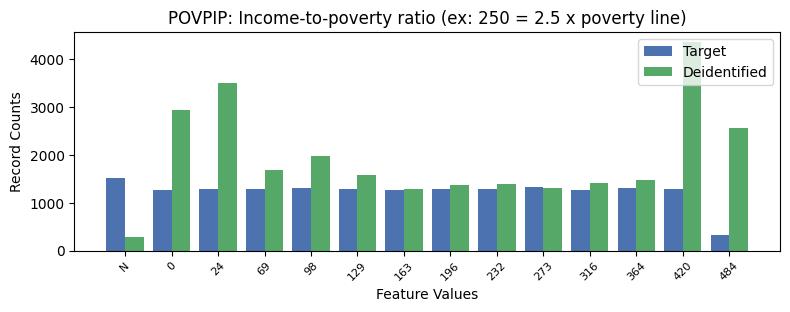 POVPIP: Income-to-poverty ratio (ex: 250 = 2.5 x poverty line)
Target
Deidentified
Record Counts
4000
3000
2000
1000
0
N 0 24 69 98 129 163 196 232 273 316 364 420 484
Feature Values